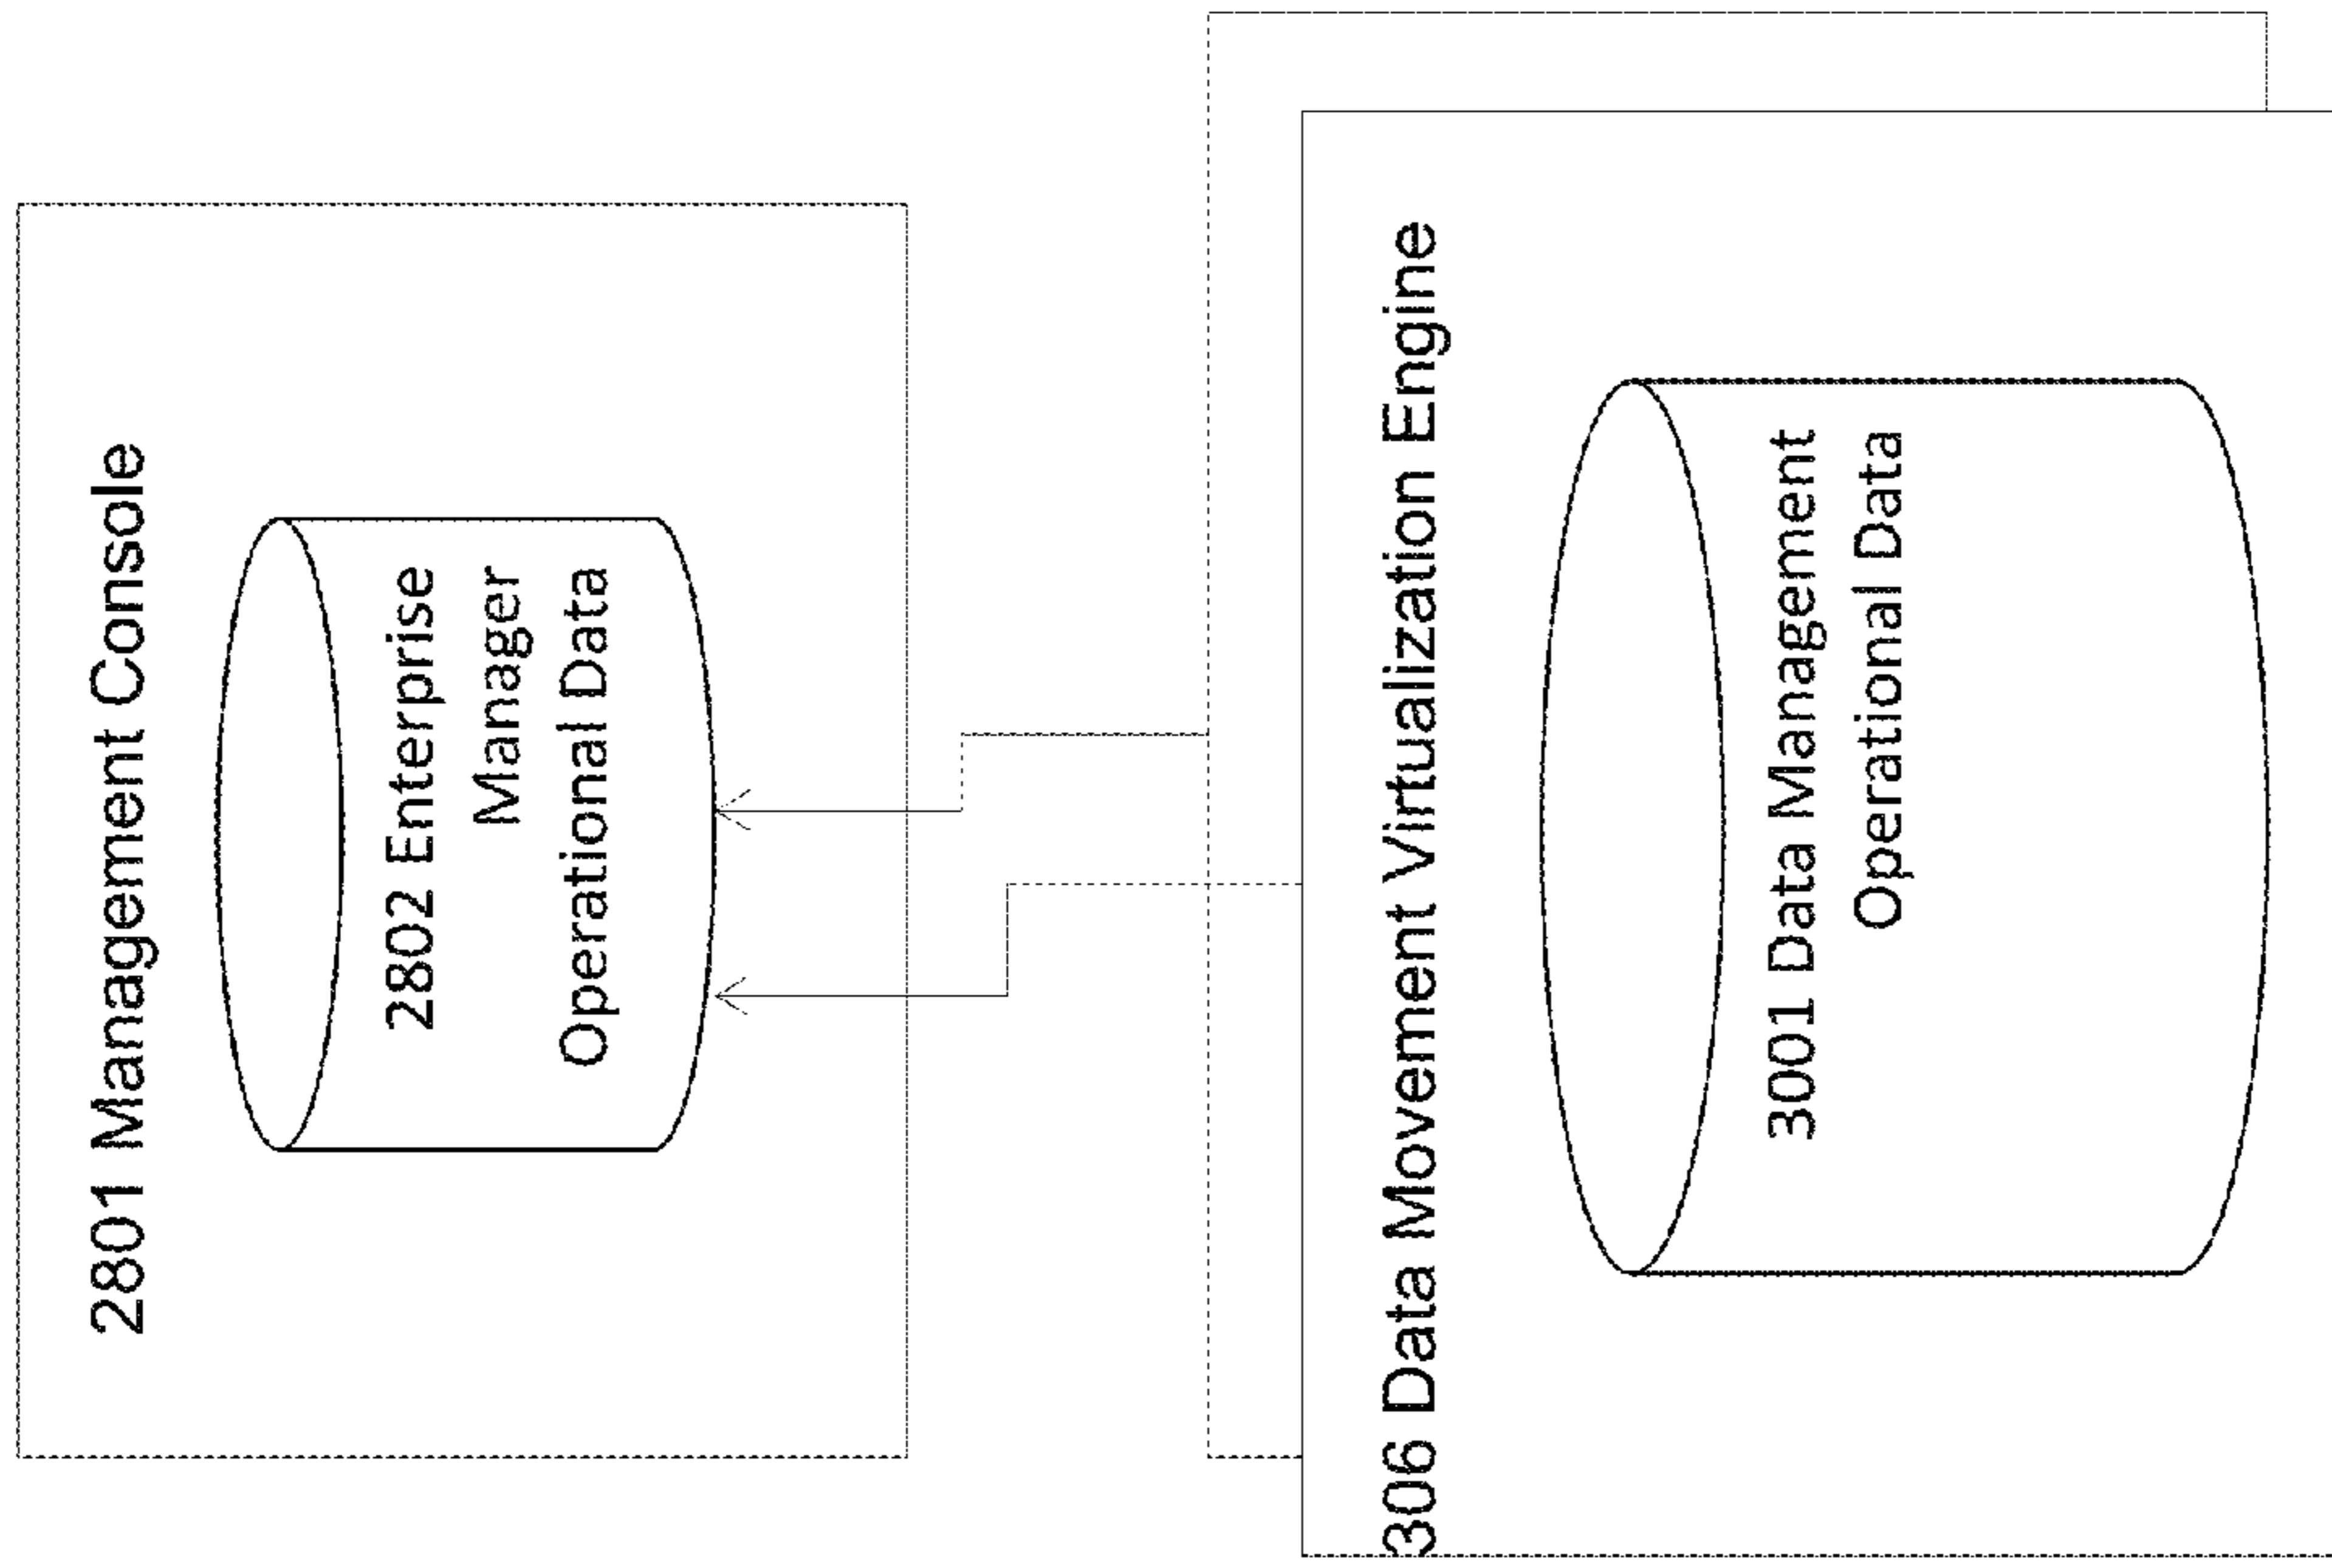 2801 Management Console
2802 Enterprise
Manager
Operational Data
306 Data Movement Virtualization Engine
3001 Data Management
Operational Data